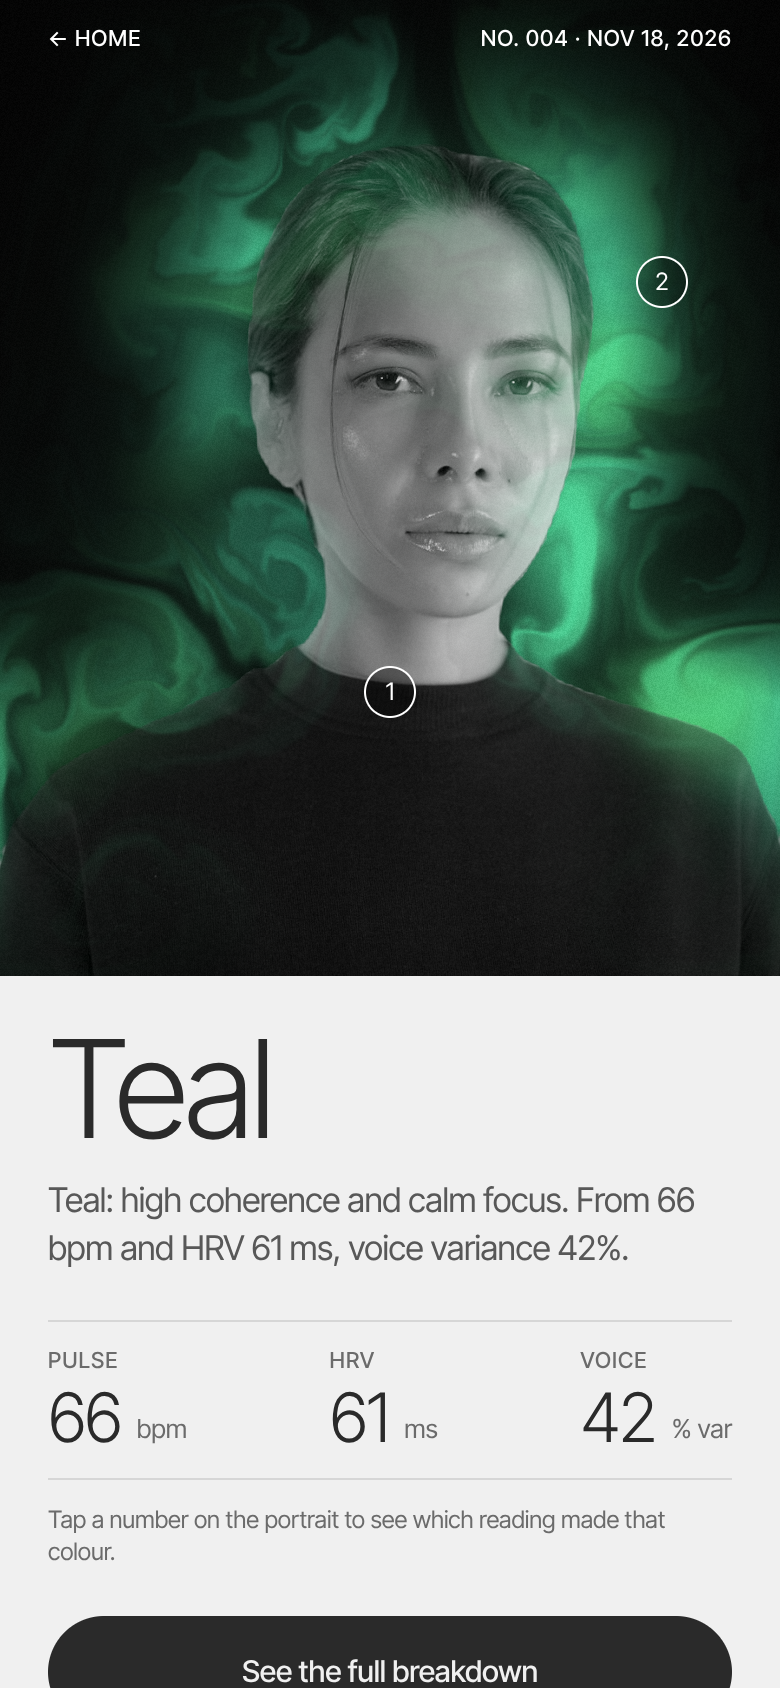 ← HOME
NO. 004 · NOV 18, 2026
2
1
Teal
Teal: high coherence and calm focus. From 66
bpm and HRV 61 ms, voice variance 42%.
PULSE
66 bpm
HRV
61 ms
VOICE
42 % var
Tap a number on the portrait to see which reading made that
colour.
See the full breakdown